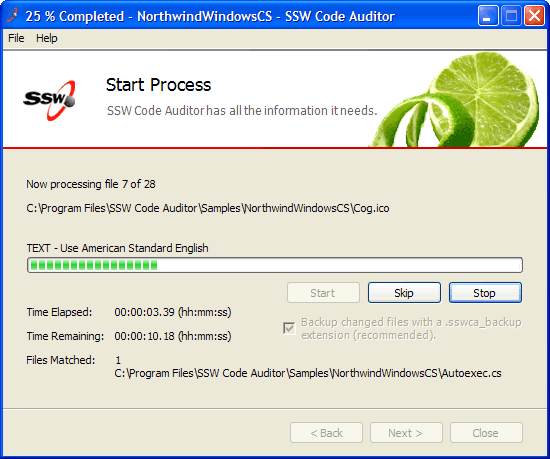 25 % Completed - NorthwindWindowsCS - SSW Code Auditor
File Help
SSW
Start Process
SSW Code Auditor has all the information it needs.
Now processing file 7 of 28
C:\Program Files\SSW Code Auditor\Samples\NorthwindWindowsCS\Cog.ico
TEXT - Use American Standard English
Start Skip Stop
Time Elapsed: 00:00:03.39 (hh:mm:ss)
Backup changed files with a .sswca_backup
extension (recommended).
Time Remaining: 00:00:10.18 (hh:mm:ss)
Files Matched: 1
C:\Program Files\SSW Code Auditor\Samples\NorthwindWindowsCS\Autoexec.cs
< Back Next > Close